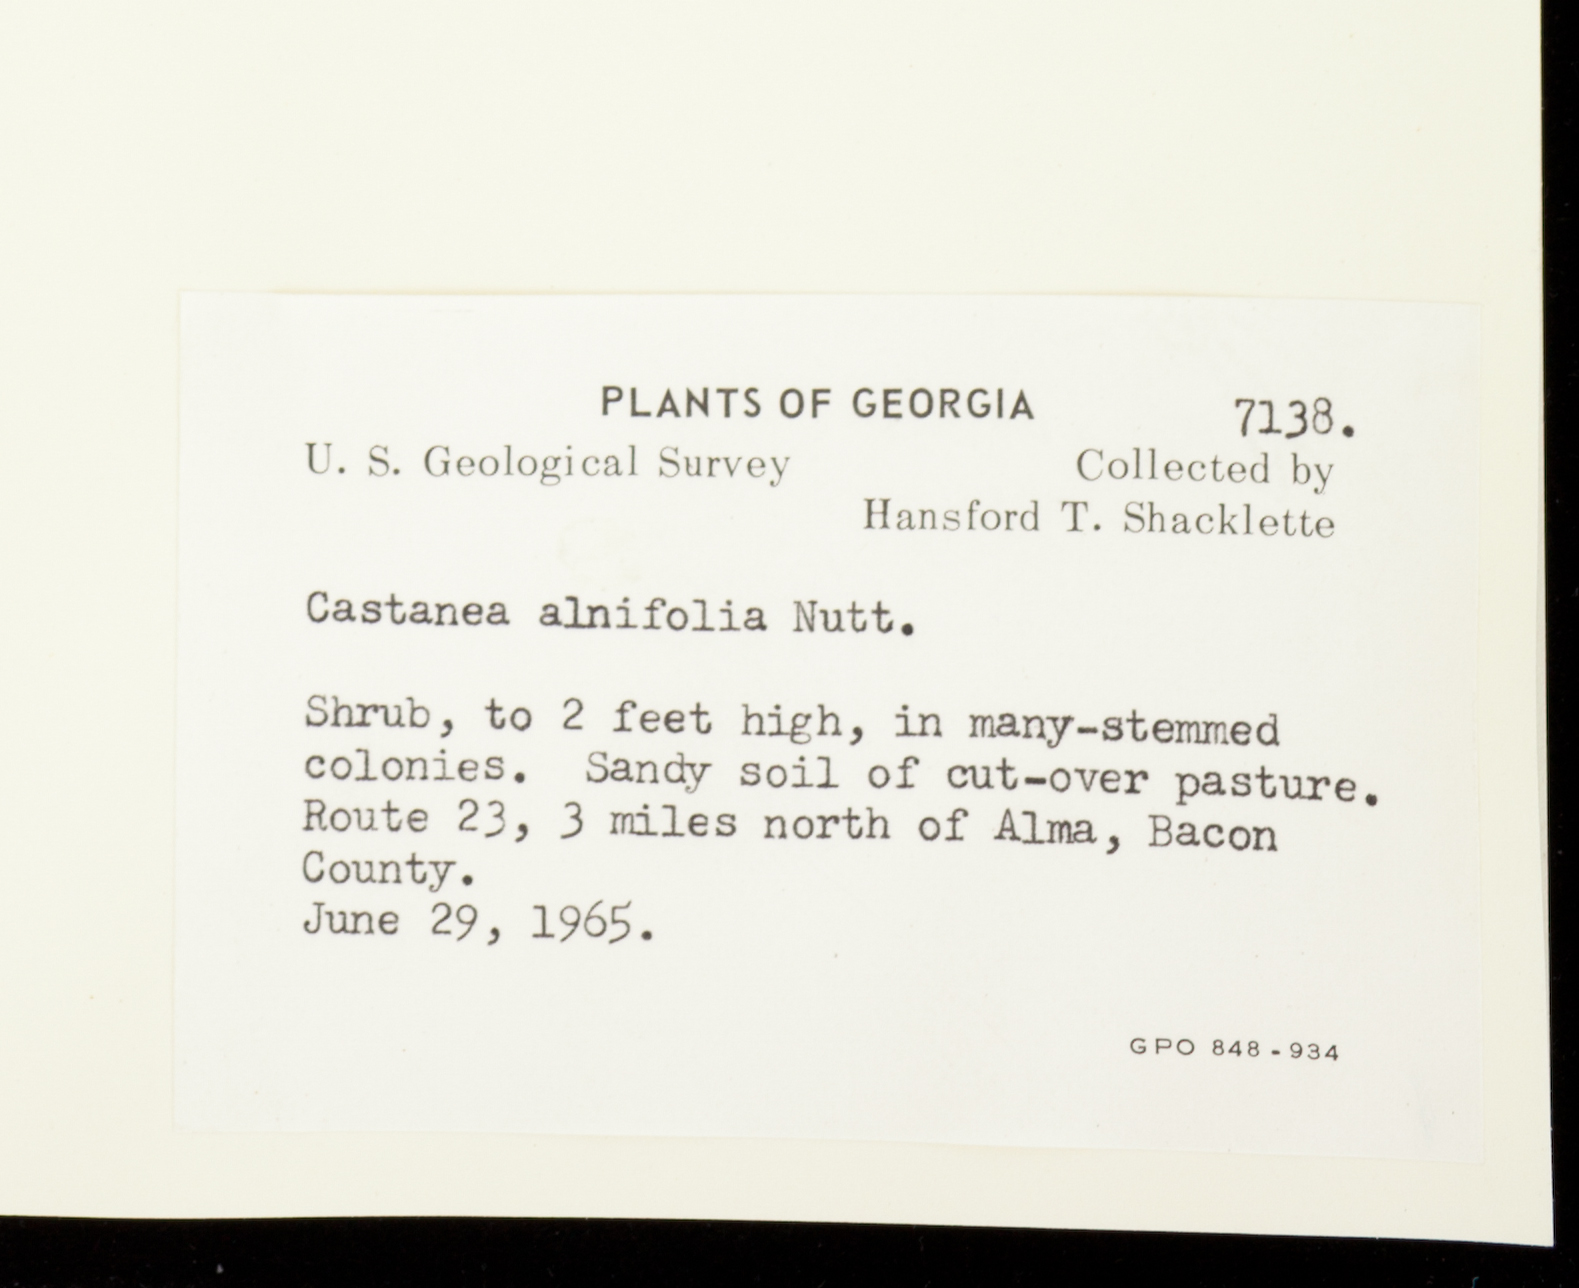 PLANTS OF GEORGIA 7138.
U. S. Geological Survey Collected by
Hansford T. Shacklette
Castanea alnifolia Nutt.
Shrub, to 2 feet high, in many-stemmed
colonies. Sandy soil of cut-over pasture.
Route 23, 3 miles north of Alma, Bacon
County.
June 29, 1965.
GPO 848-934